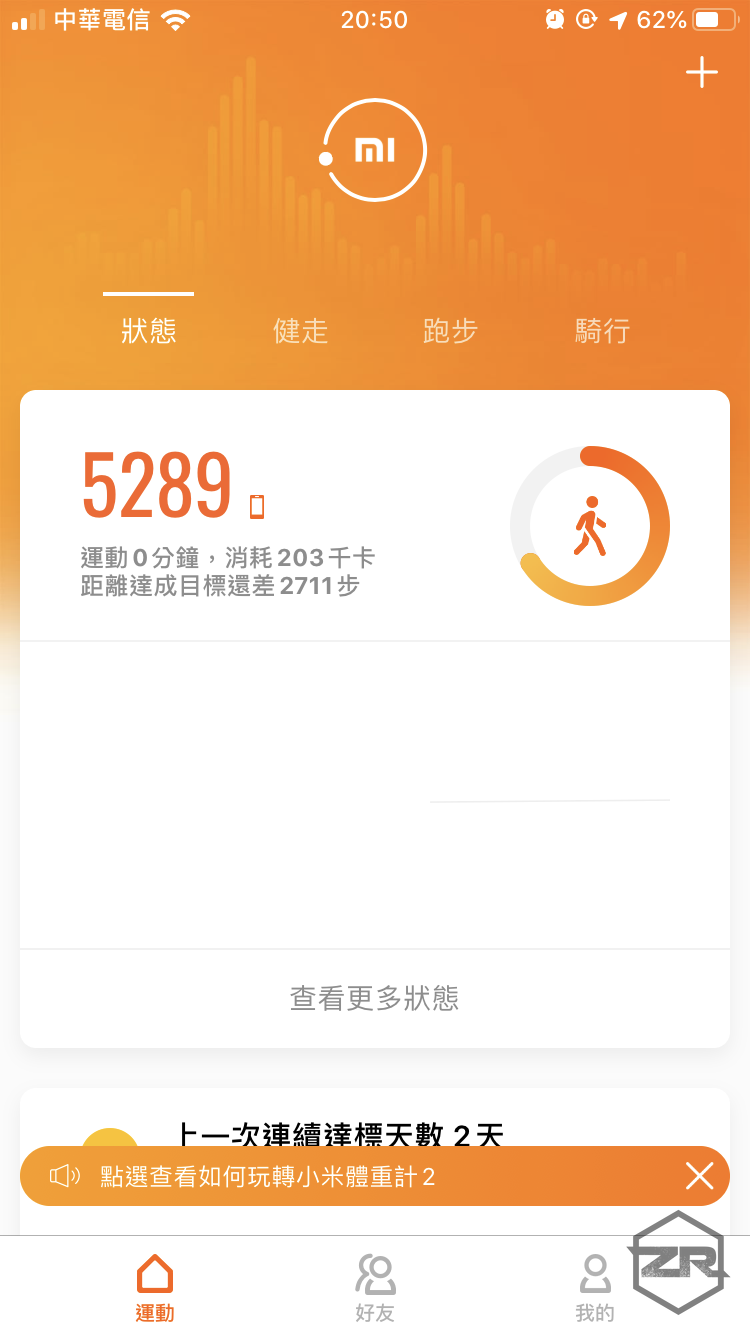 中華電信 20:50 62%
mi
狀態 健走 跑步 騎行
5289
運動 0 分鐘，消耗 203 千卡
距離達成目標還差 2711 步
查看更多狀態
上一次連續達標天數 2 天
點選查看如何玩轉小米體重計 2
運動 好友 我的
ZR